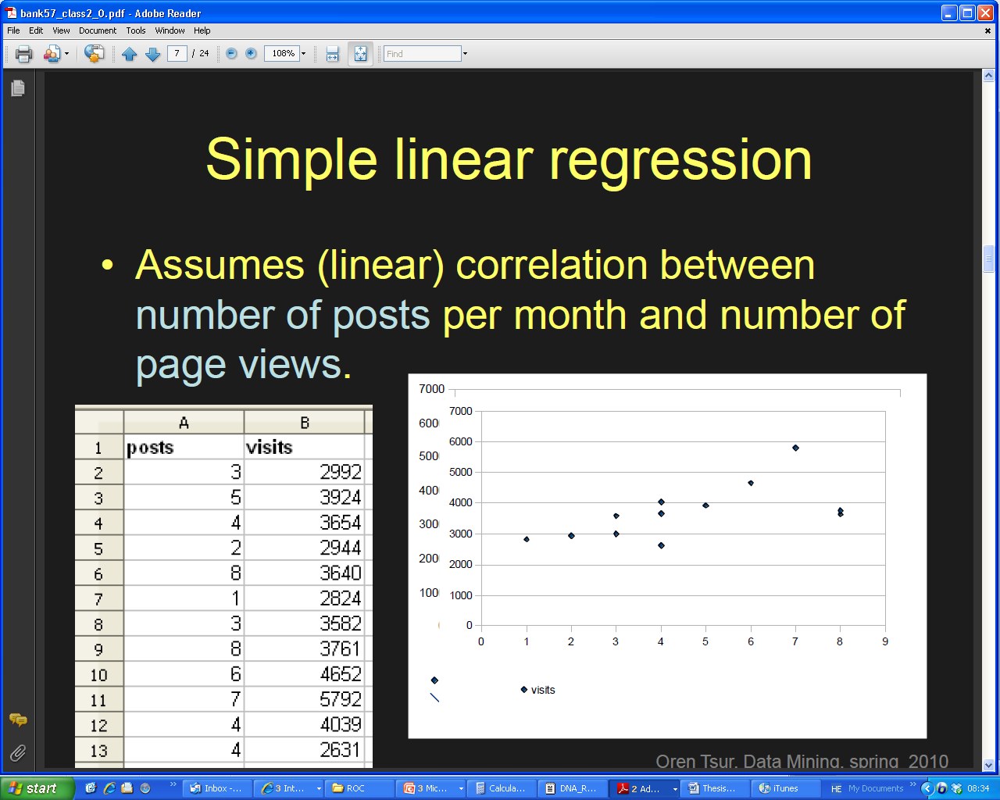 bank57_class2_0.pdf - Adobe Reader
File Edit View Document Tools Window Help
7 / 24 108% Find
Simple linear regression
• Assumes (linear) correlation between
number of posts per month and number of
page views.
A B
1 posts visits
2 3 2992
3 5 3924
4 4 3654
5 2 2944
6 8 3640
7 1 2824
8 3 3582
9 8 3761
10 6 4652
11 7 5792
12 4 4039
13 4 2631
7000
600
500
400
300
200
100
7000
6000
5000
4000
3000
2000
1000
0
0 1 2 3 4 5 6 7 8 9
visits
Oren Tsur, Data Mining, spring 2010
start Inbox -... 3 Int... ROC 3 Mic... Calcula... DNA_R... 2 Ad... Thesis... iTunes HE My Documents 08:34